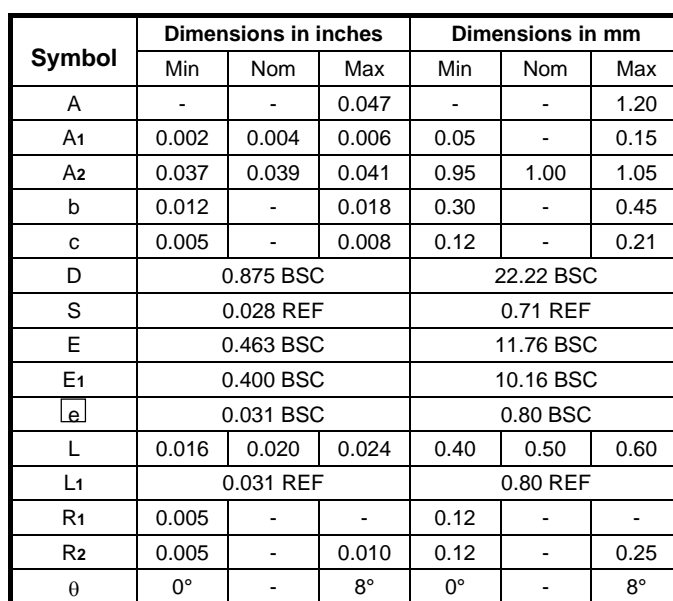 Symbol Dimensions in inches Dimensions in mm
Min Nom Max Min Nom Max
A - - 0.047 - - 1.20
A1 0.002 0.004 0.006 0.05 - 0.15
A2 0.037 0.039 0.041 0.95 1.00 1.05
b 0.012 - 0.018 0.30 - 0.45
c 0.005 - 0.008 0.12 - 0.21
D 0.875 BSC 22.22 BSC
S 0.028 REF 0.71 REF
E 0.463 BSC 11.76 BSC
E1 0.400 BSC 10.16 BSC
e 0.031 BSC 0.80 BSC
L 0.016 0.020 0.024 0.40 0.50 0.60
L1 0.031 REF 0.80 REF
R1 0.005 - - 0.12 - -
R2 0.005 - 0.010 0.12 - 0.25
θ 0° - 8° 0° - 8°